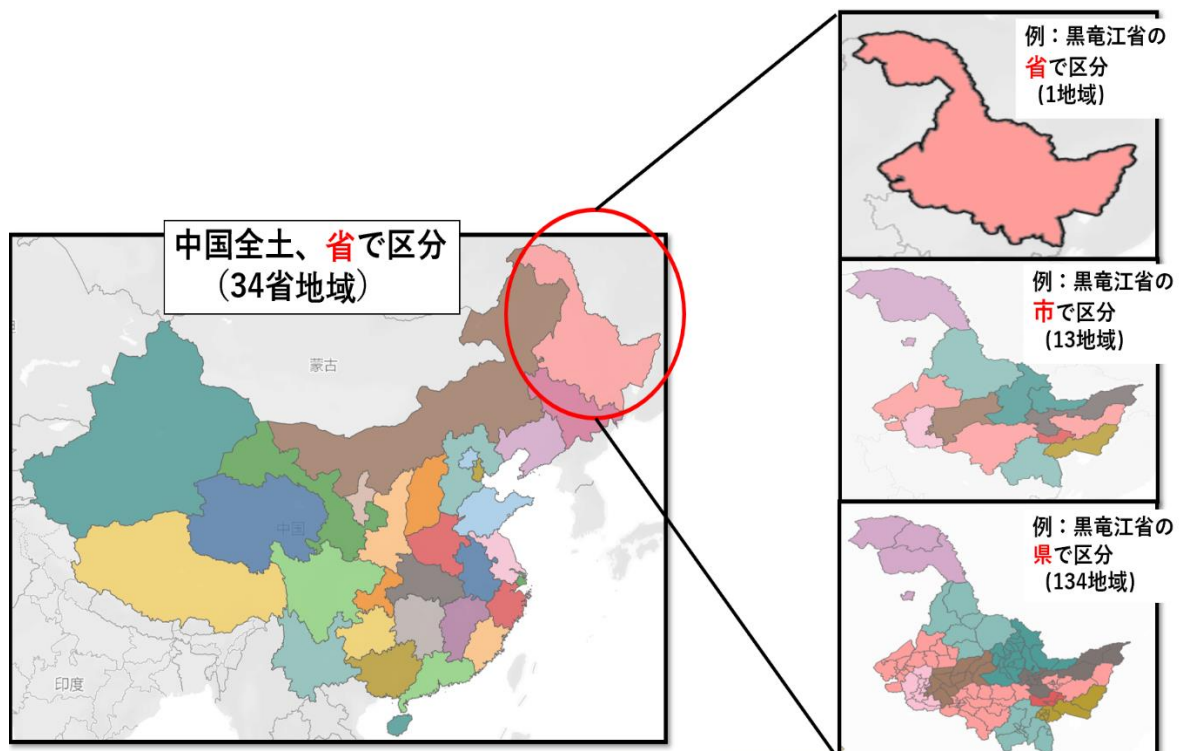 中国全土、省で区分
（34省地域）
蒙古
中国
印度
例：黒竜江省の
省で区分
(1地域)
例：黒竜江省の
市で区分
(13地域)
例：黒竜江省の
県で区分
(134地域)